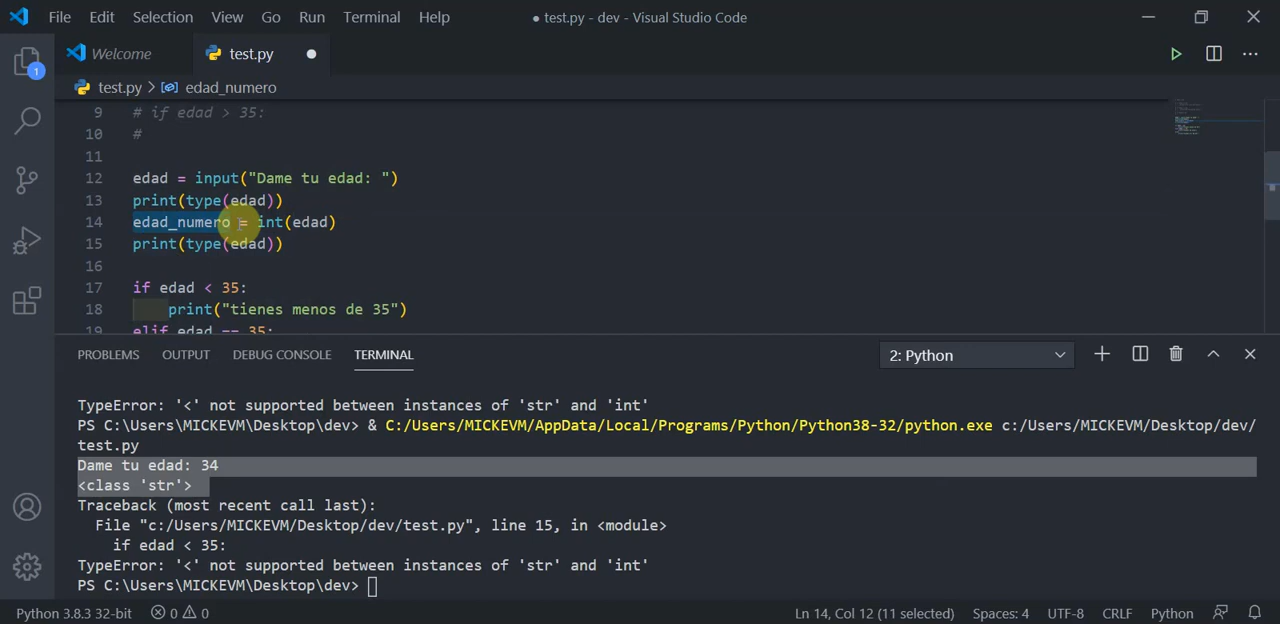 File Edit Selection View Go Run Terminal Help ● test.py - dev - Visual Studio Code
Welcome test.py
test.py > edad_numero
1
9 # if edad > 35:
10 #
11
12 edad = input("Dame tu edad: ")
13 print(type(edad))
14 edad_numero = int(edad)
15 print(type(edad))
16
17 if edad < 35:
18 print("tienes menos de 35")
19 elif edad == 35:
PROBLEMS OUTPUT DEBUG CONSOLE TERMINAL 2: Python
TypeError: '<' not supported between instances of 'str' and 'int'
PS C:\Users\MICKEVM\Desktop\dev> & C:/Users/MICKEVM/AppData/Local/Programs/Python/Python38-32/python.exe c:/Users/MICKEVM/Desktop/dev/
test.py
Dame tu edad: 34
<class 'str'>
Traceback (most recent call last):
File "c:/Users/MICKEVM/Desktop/dev/test.py", line 15, in <module>
if edad < 35:
TypeError: '<' not supported between instances of 'str' and 'int'
PS C:\Users\MICKEVM\Desktop\dev>
Python 3.8.3 32-bit 0 0 Ln 14, Col 12 (11 selected) Spaces: 4 UTF-8 CRLF Python